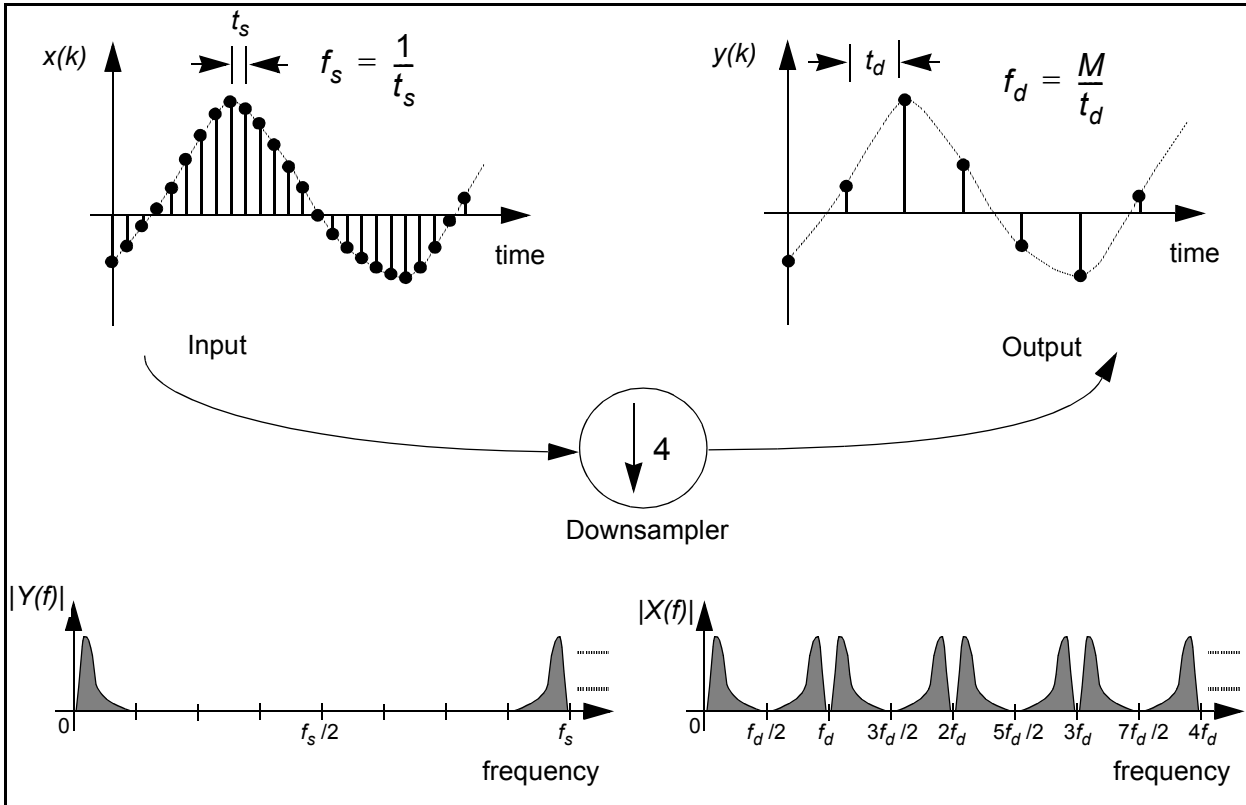 x(k)
t_s
f_s = 1/t_s
time
Input
y(k)
t_d
f_d = M/t_d
time
Output
4
Downsampler
|Y(f)|
0
f_s/2
f_s
frequency
|X(f)|
0
f_d/2
f_d
3f_d/2
2f_d
5f_d/2
3f_d
7f_d/2
4f_d
frequency